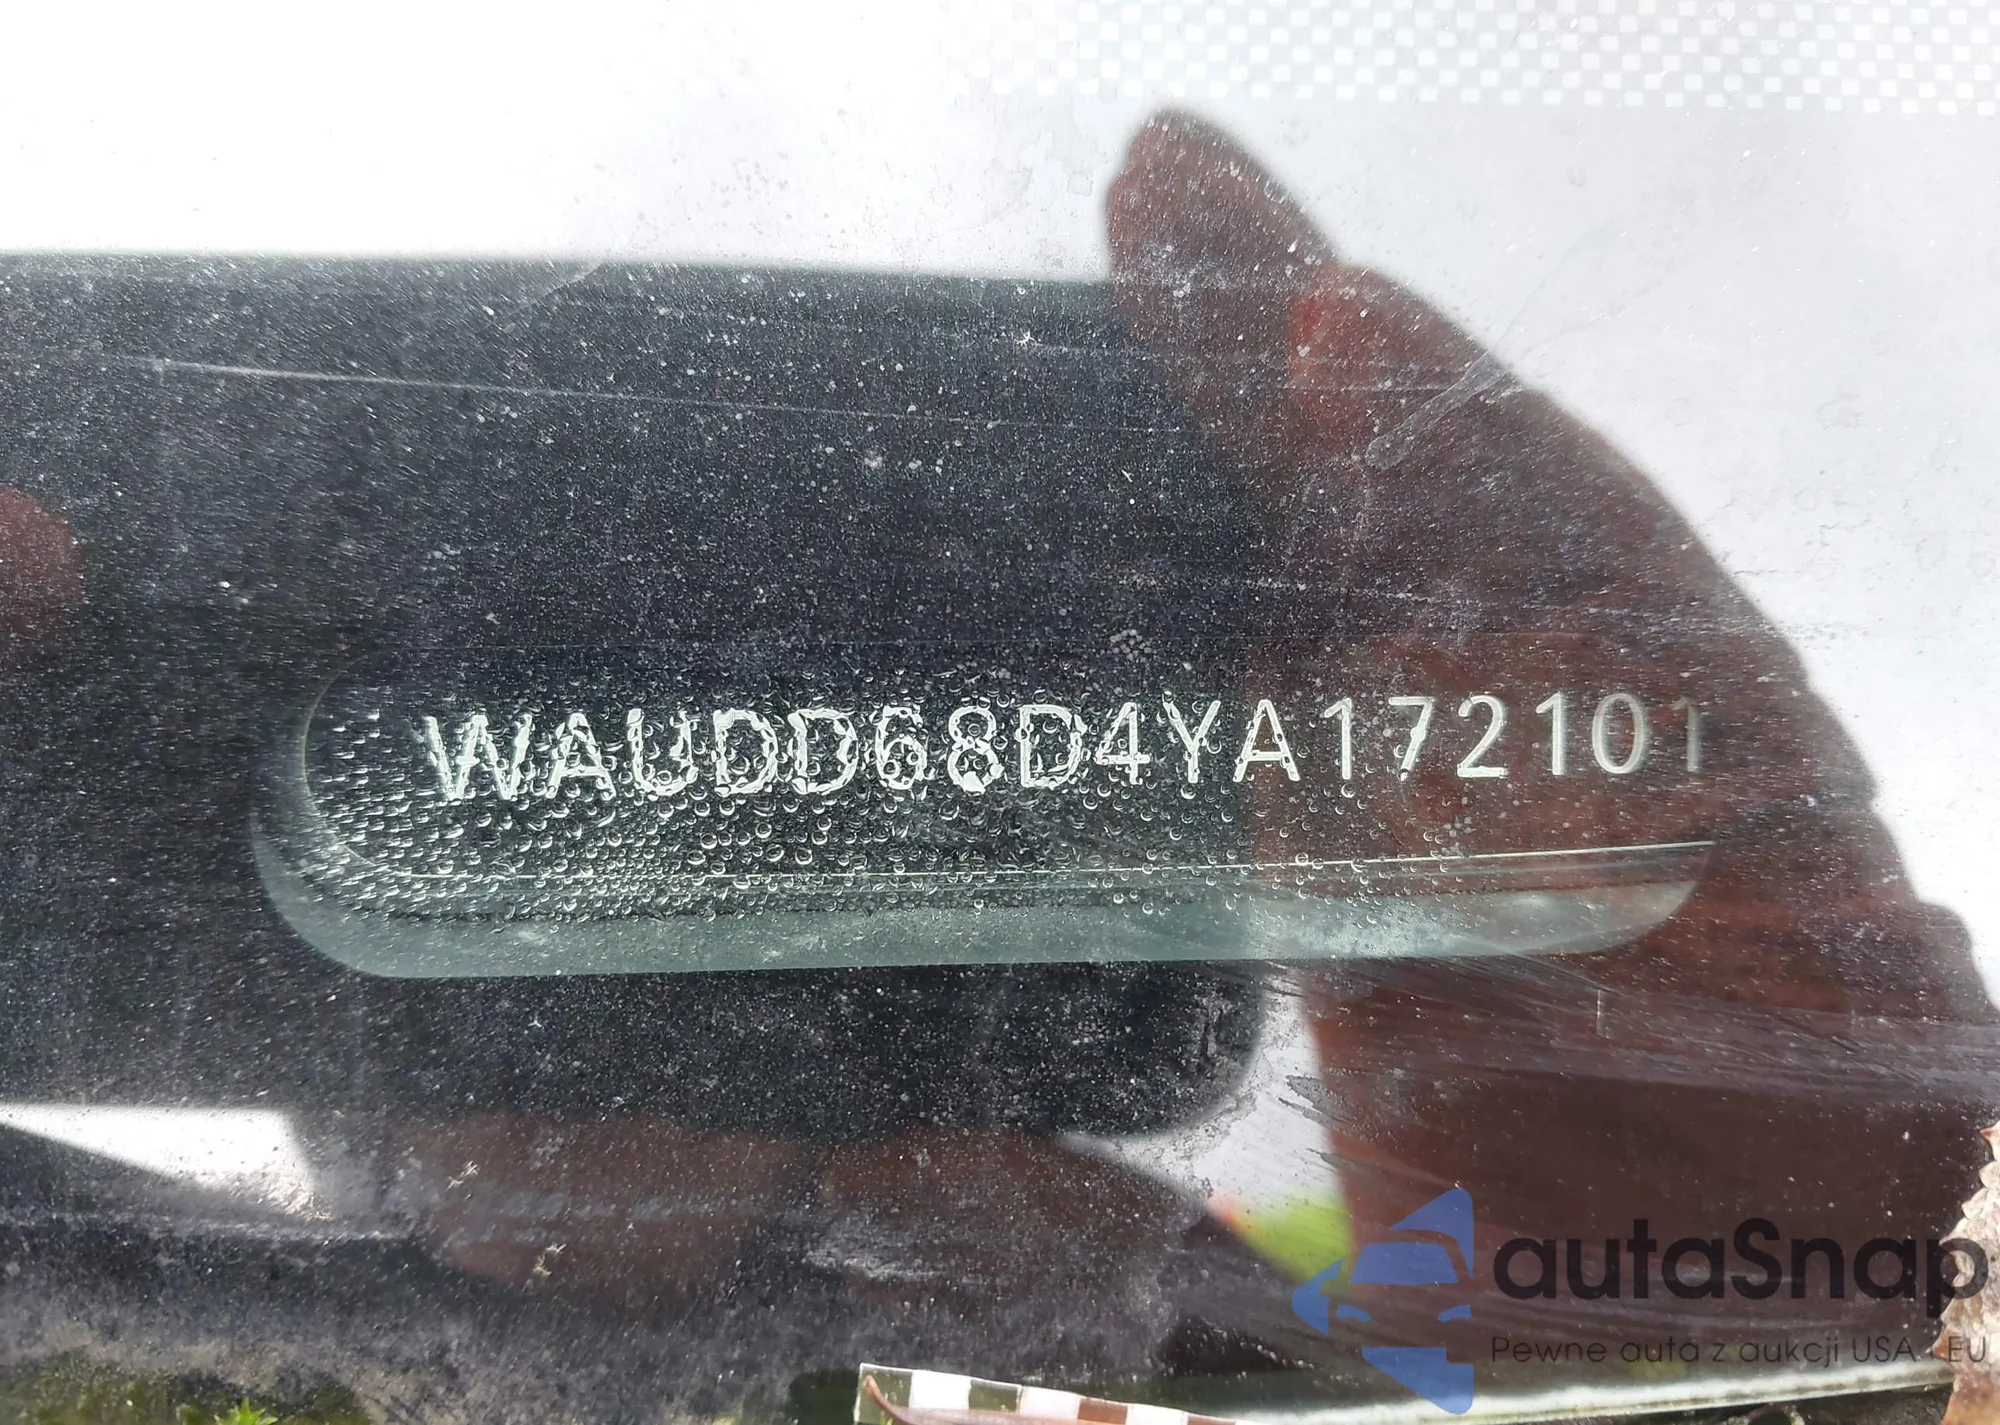 WAUDD68D4YA172101
autaSnap
Pewne auta z aukcji USA i EU